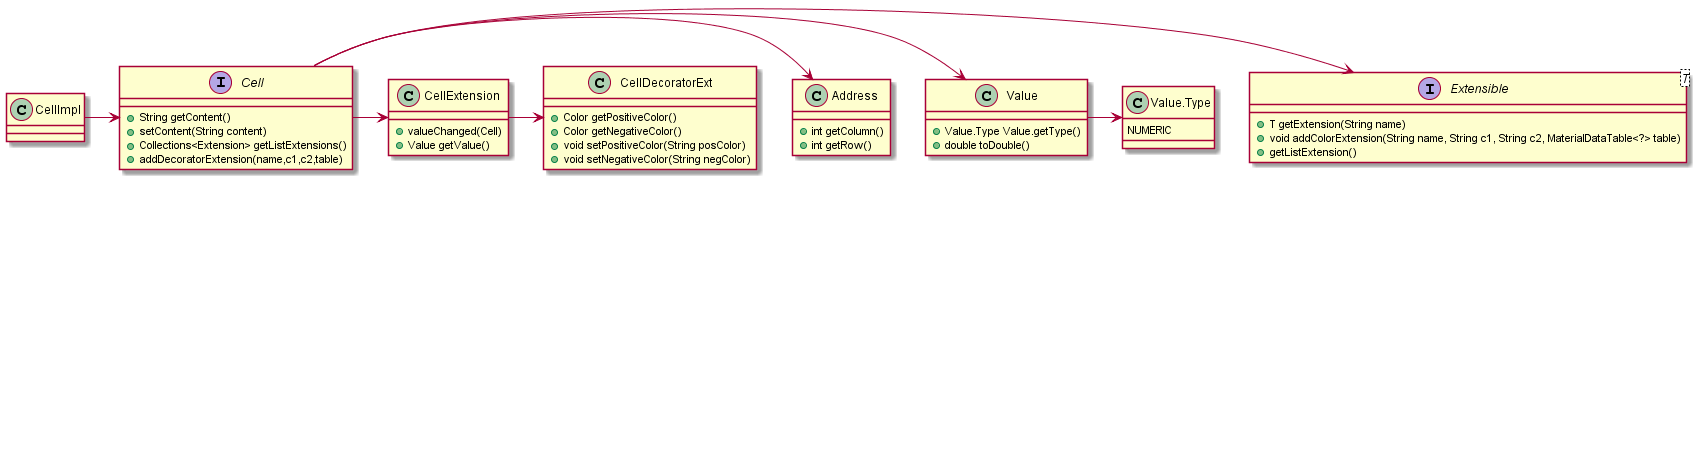 C CellImpl
I Cell
String getContent()
setContent(String content)
Collections<Extension> getListExtensions()
addDecoratorExtension(name,c1,c2,table)
C CellExtension
valueChanged(Cell)
Value getValue()
C CellDecoratorExt
Color getPositiveColor()
Color getNegativeColor()
void setPositiveColor(String posColor)
void setNegativeColor(String negColor)
C Address
int getColumn()
int getRow()
C Value
Value.Type Value.getType()
double toDouble()
C Value.Type
NUMERIC
I Extensible
T
T getExtension(String name)
void addColorExtension(String name, String c1, String c2, MaterialDataTable<?> table)
getListExtension()